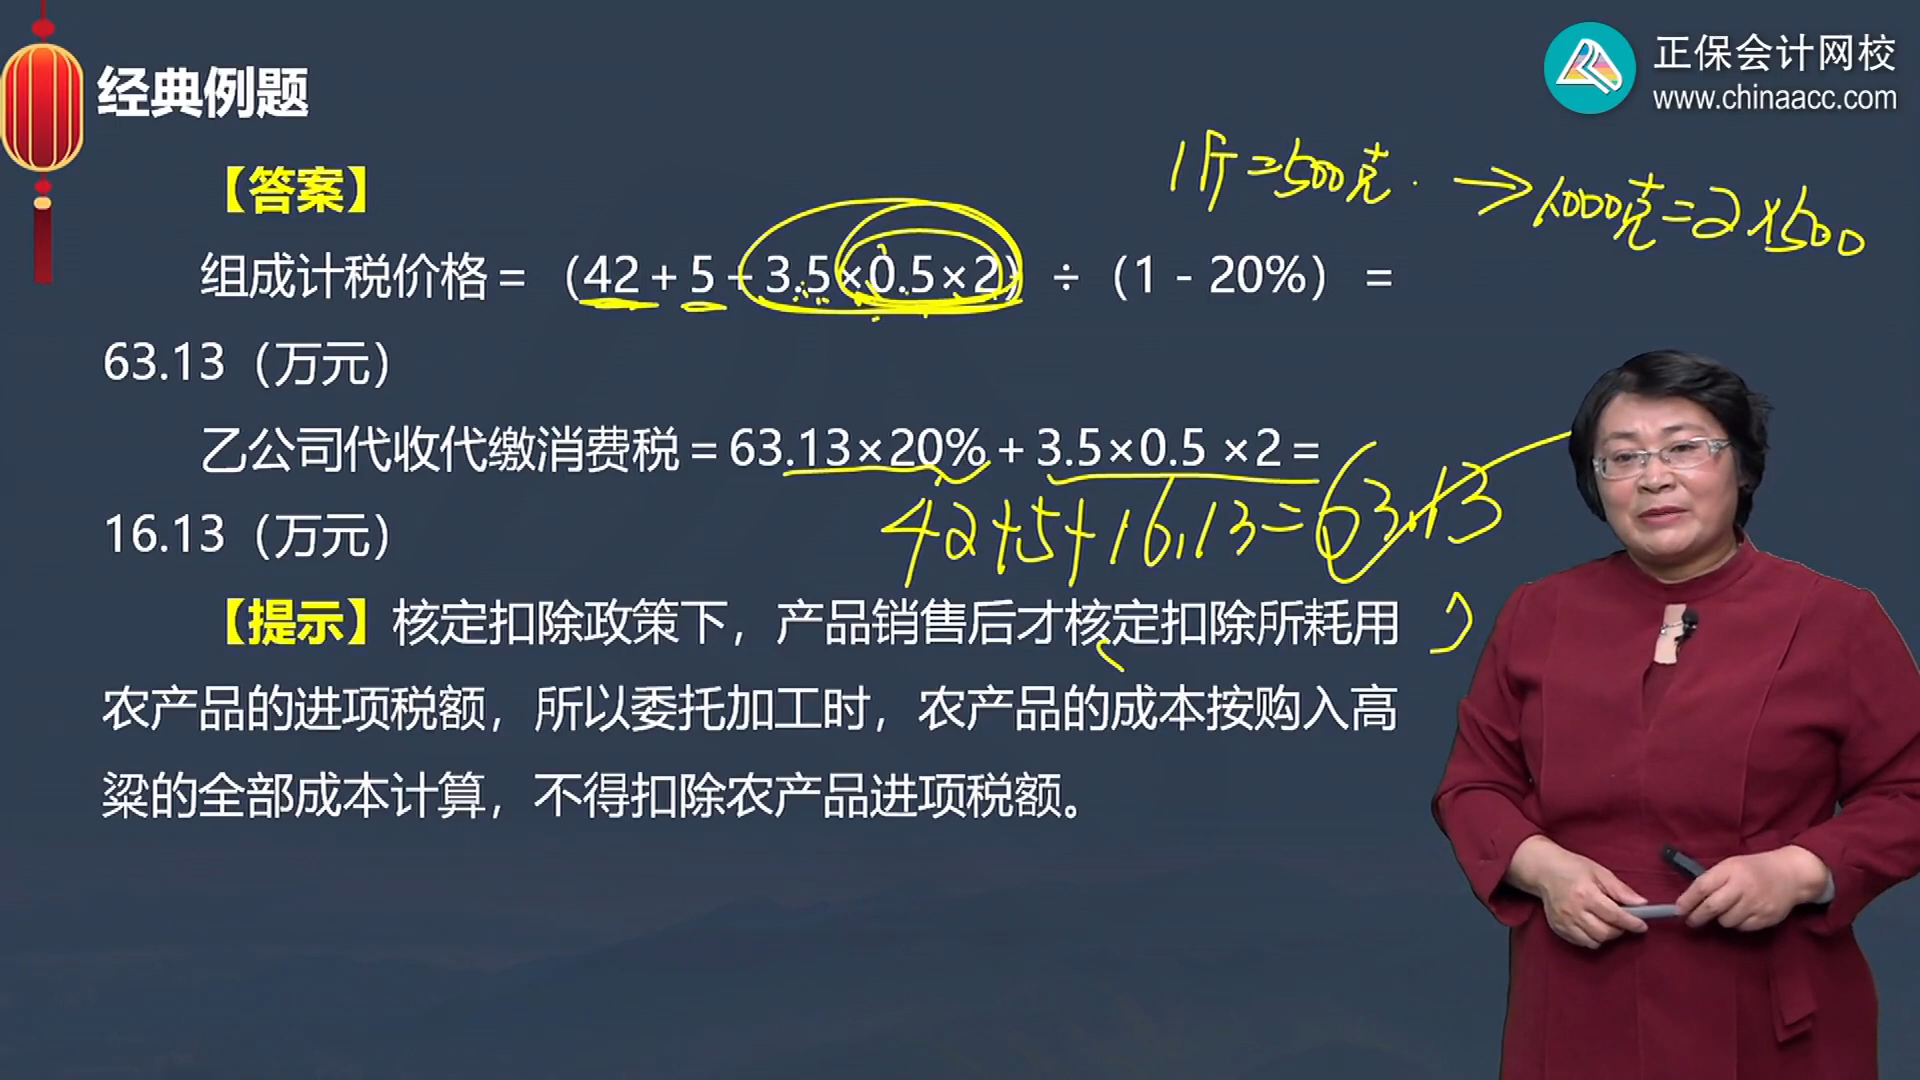 正保会计网校
www.chinaacc.com
经典例题
1斤=500克. → 1000克=2×500
【答案】
组成计税价格=（42+5+3.5×0.5×2）÷（1-20%）=
63.13（万元）
乙公司代收代缴消费税=63.13×20%+3.5×0.5 ×2=
42+5+16.13=63.13
16.13（万元）
【提示】核定扣除政策下，产品销售后才核定扣除所耗用
农产品的进项税额，所以委托加工时，农产品的成本按购入高
粱的全部成本计算，不得扣除农产品进项税额。